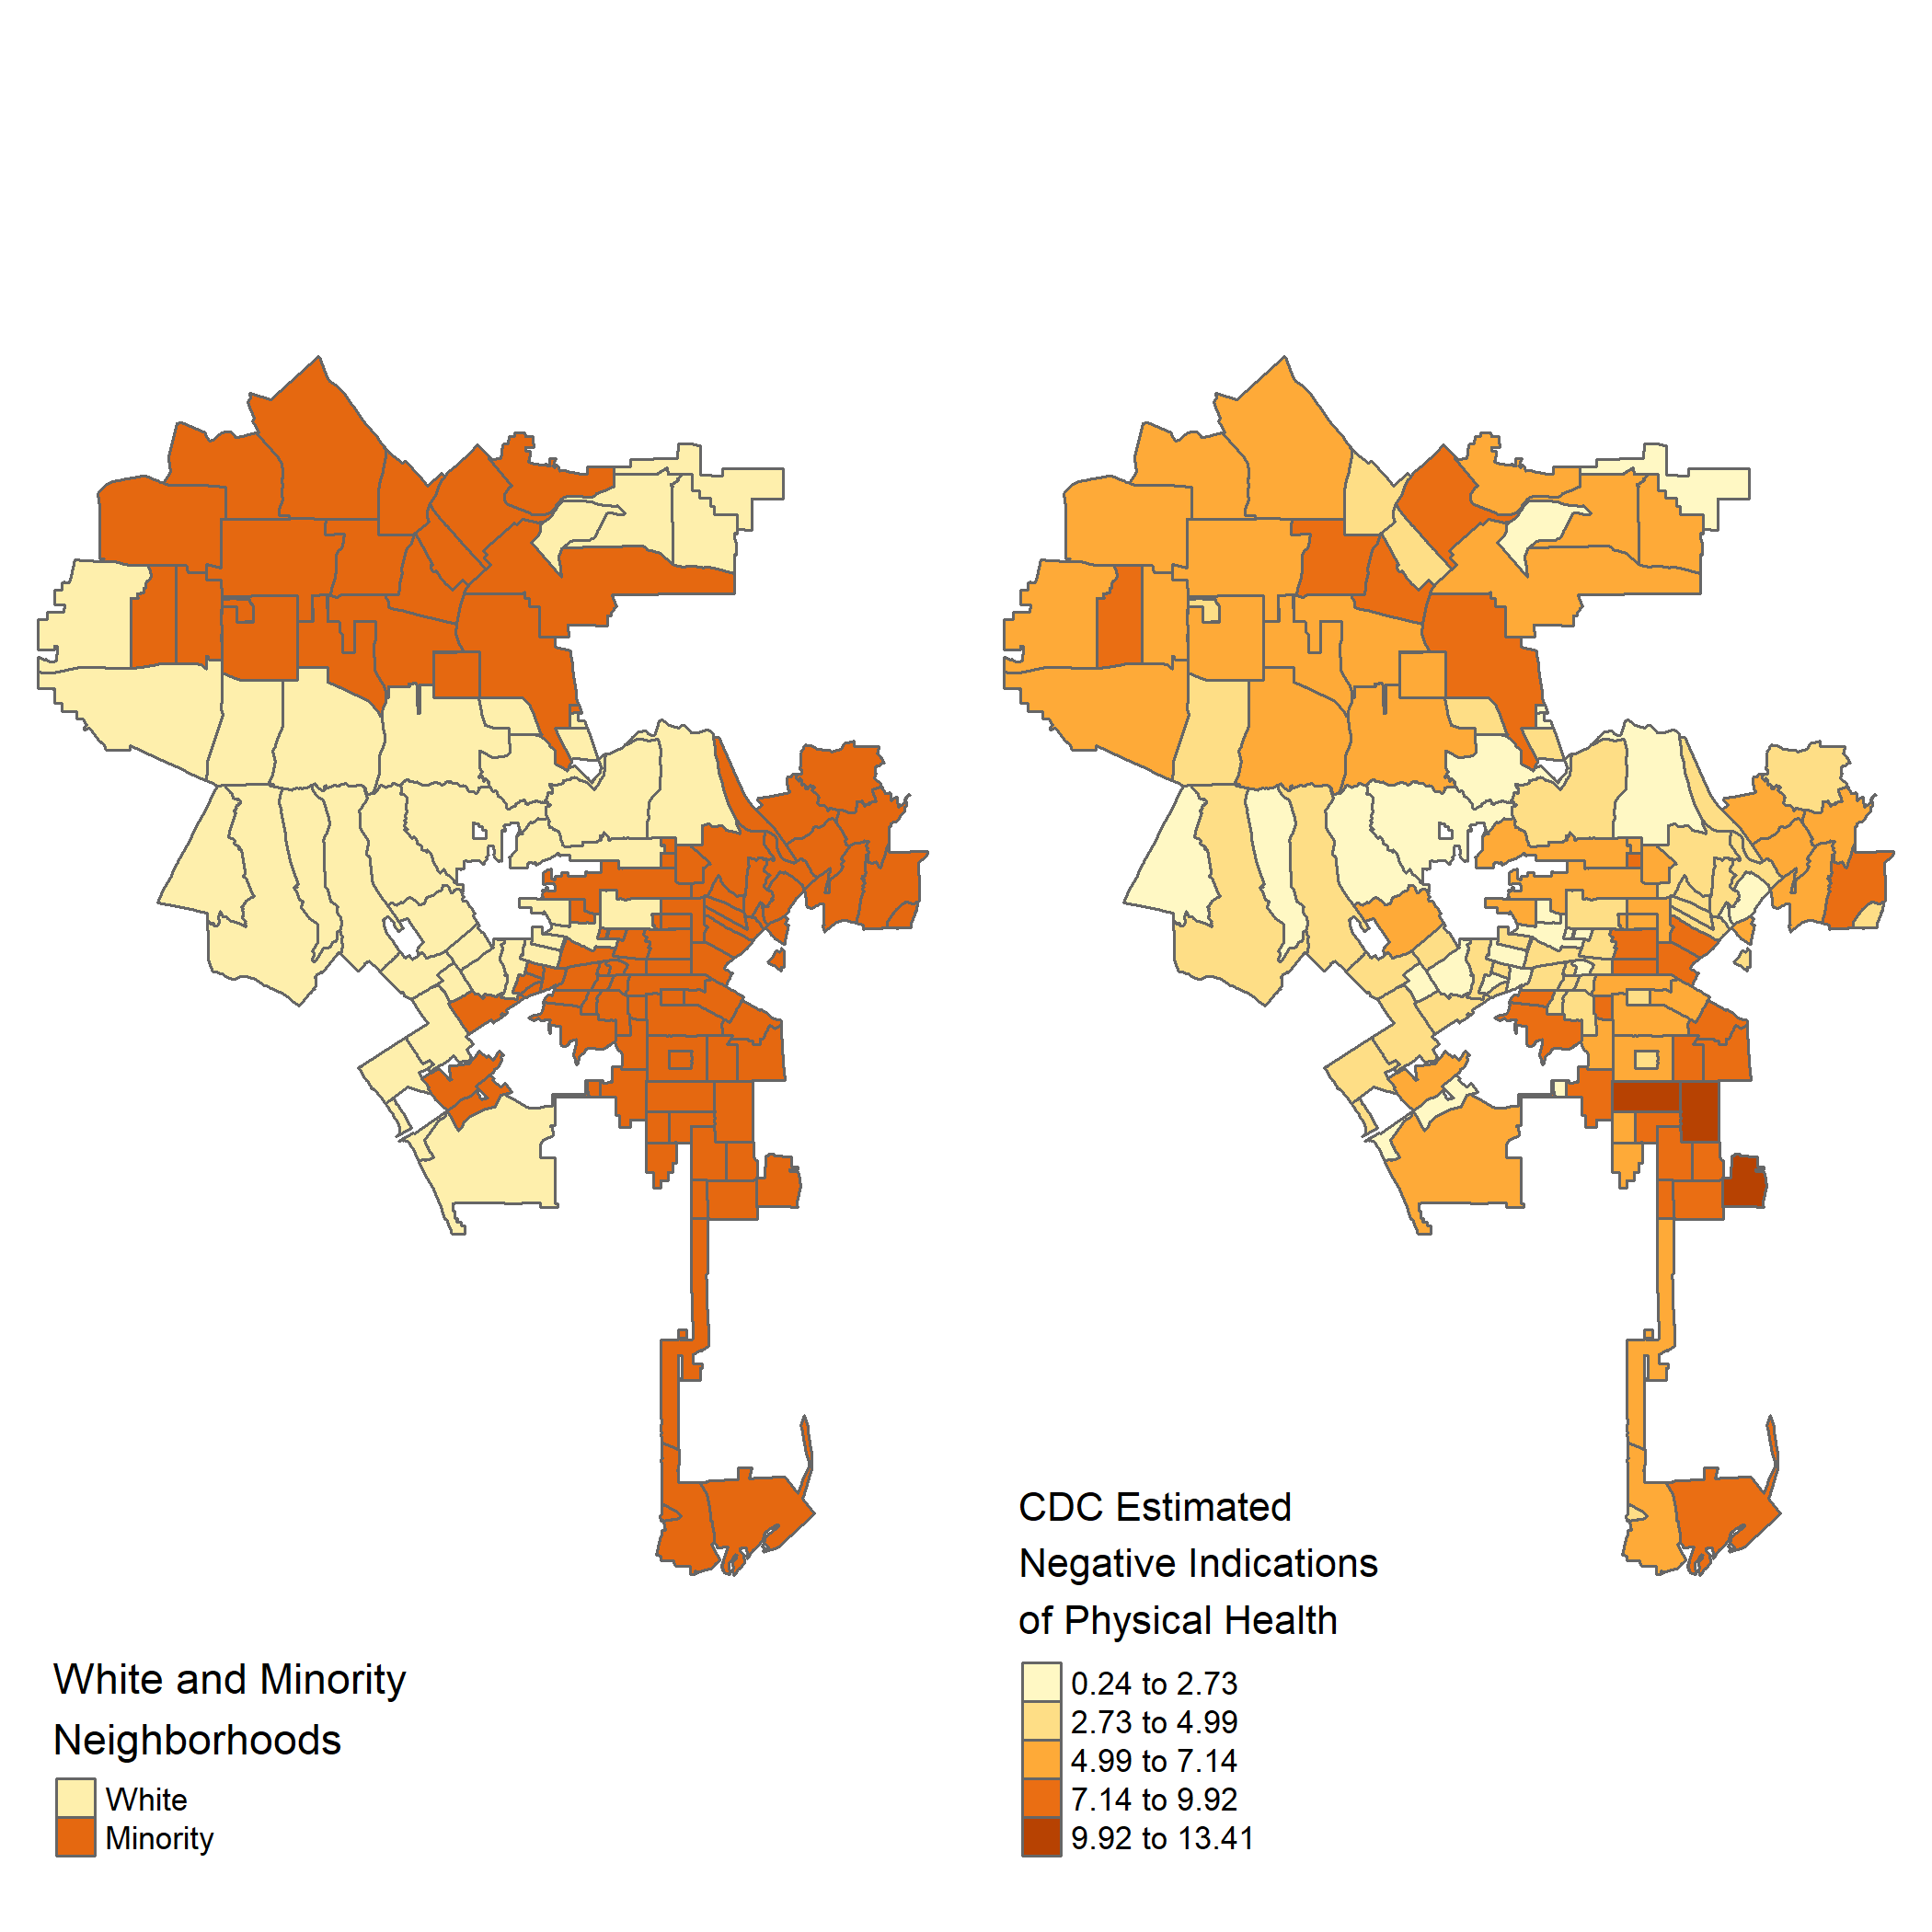 White and Minority
Neighborhoods
White
Minority
CDC Estimated
Negative Indications
of Physical Health
0.24 to 2.73
2.73 to 4.99
4.99 to 7.14
7.14 to 9.92
9.92 to 13.41